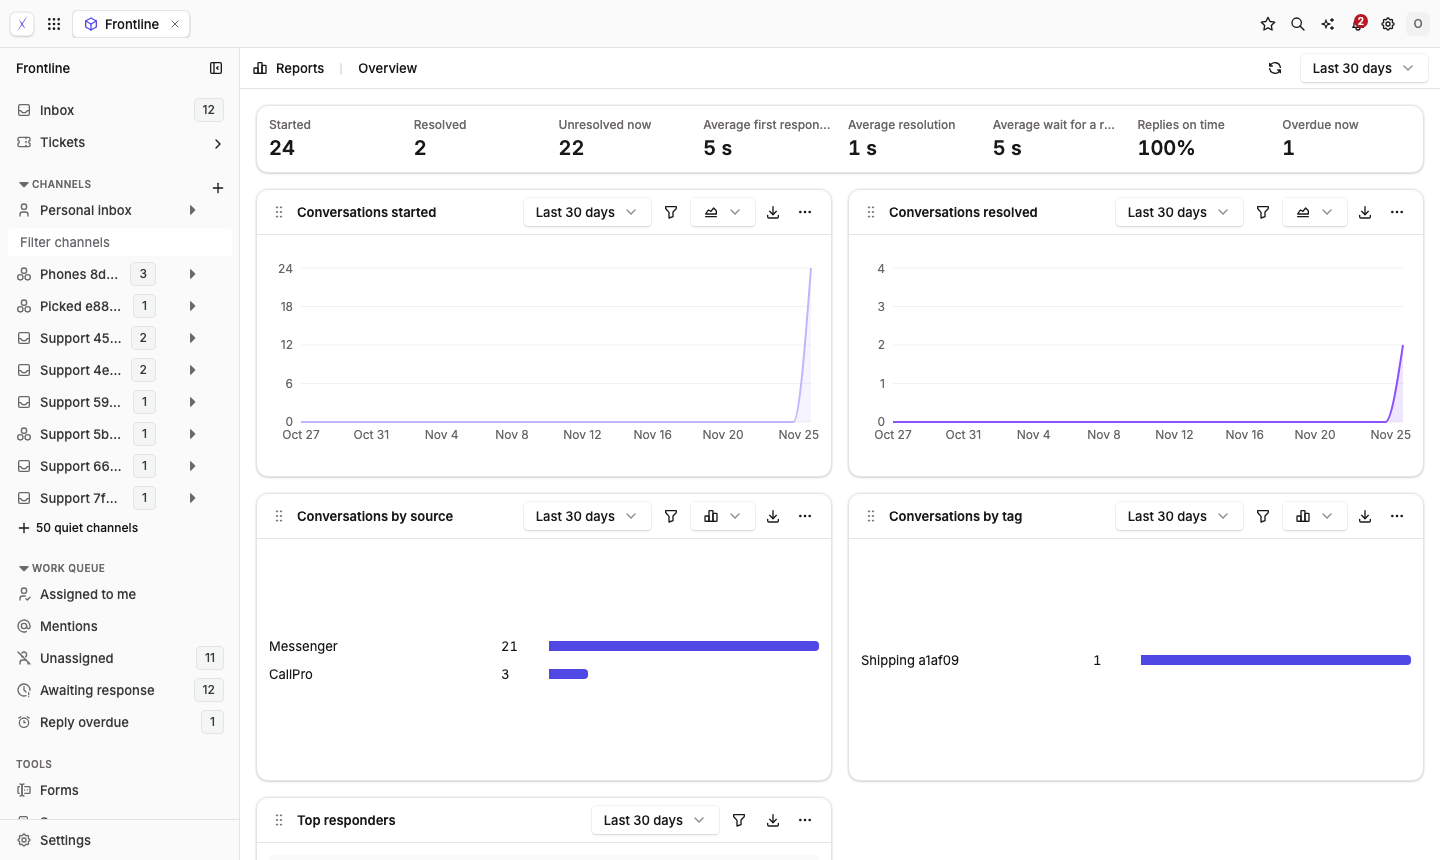 Frontline
2
O
Frontline
Reports
Overview
Last 30 days
Inbox
12
Tickets
CHANNELS
Personal inbox
Filter channels
Phones 8d...
3
Picked e88...
1
Support 45...
2
Support 4e...
2
Support 59...
1
Support 5b...
1
Support 66...
1
Support 7f...
1
50 quiet channels
WORK QUEUE
Assigned to me
Mentions
Unassigned
11
Awaiting response
12
Reply overdue
1
TOOLS
Forms
Settings
Started
24
Resolved
2
Unresolved now
22
Average first respon...
5 s
Average resolution
1 s
Average wait for a r...
5 s
Replies on time
100%
Overdue now
1
Conversations started
Last 30 days
24
18
12
6
0
Oct 27 Oct 31 Nov 4 Nov 8 Nov 12 Nov 16 Nov 20 Nov 25
Conversations resolved
Last 30 days
4
3
2
1
0
Oct 27 Oct 31 Nov 4 Nov 8 Nov 12 Nov 16 Nov 20 Nov 25
Conversations by source
Last 30 days
Messenger 21
CallPro 3
Conversations by tag
Last 30 days
Shipping a1af09 1
Top responders
Last 30 days